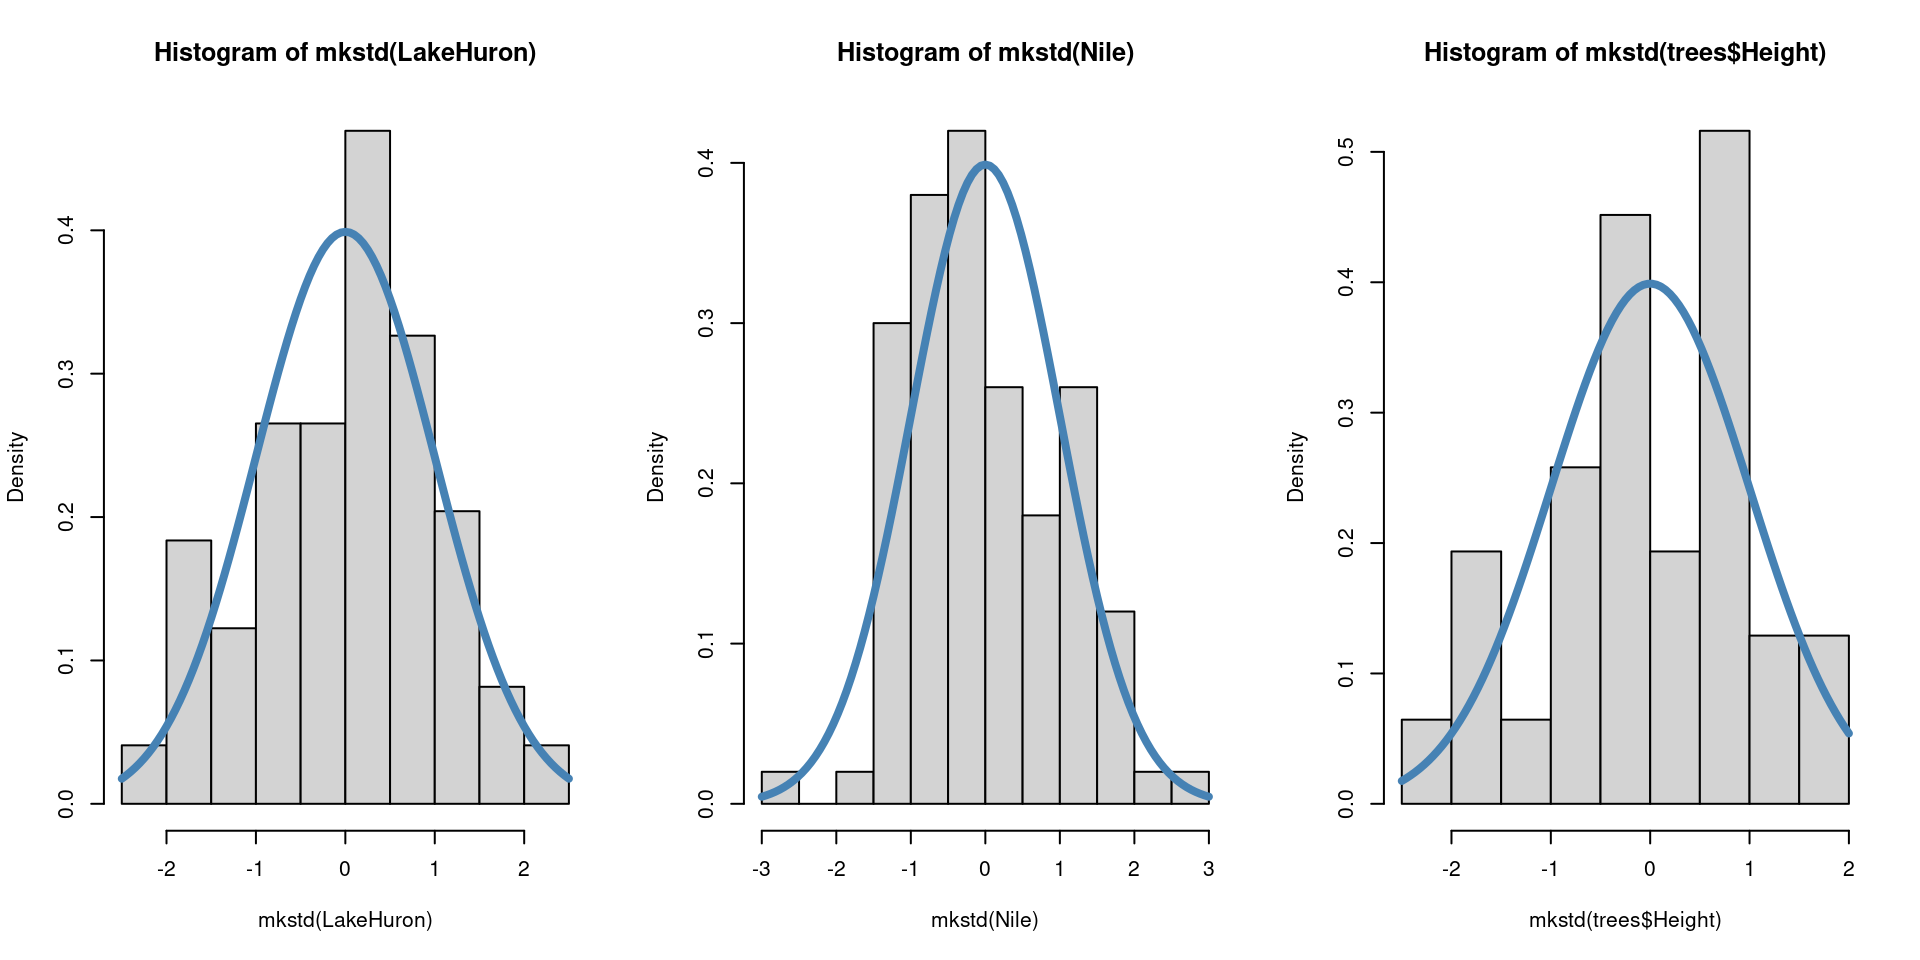 Histogram of mkstd(LakeHuron)
Density
0.4
0.3
0.2
0.1
0.0
-2 -1 0 1 2
mkstd(LakeHuron)
Histogram of mkstd(Nile)
Density
0.4
0.3
0.2
0.1
0.0
-3 -2 -1 0 1 2 3
mkstd(Nile)
Histogram of mkstd(trees$Height)
Density
0.5
0.4
0.3
0.2
0.1
0.0
-2 -1 0 1 2
mkstd(trees$Height)